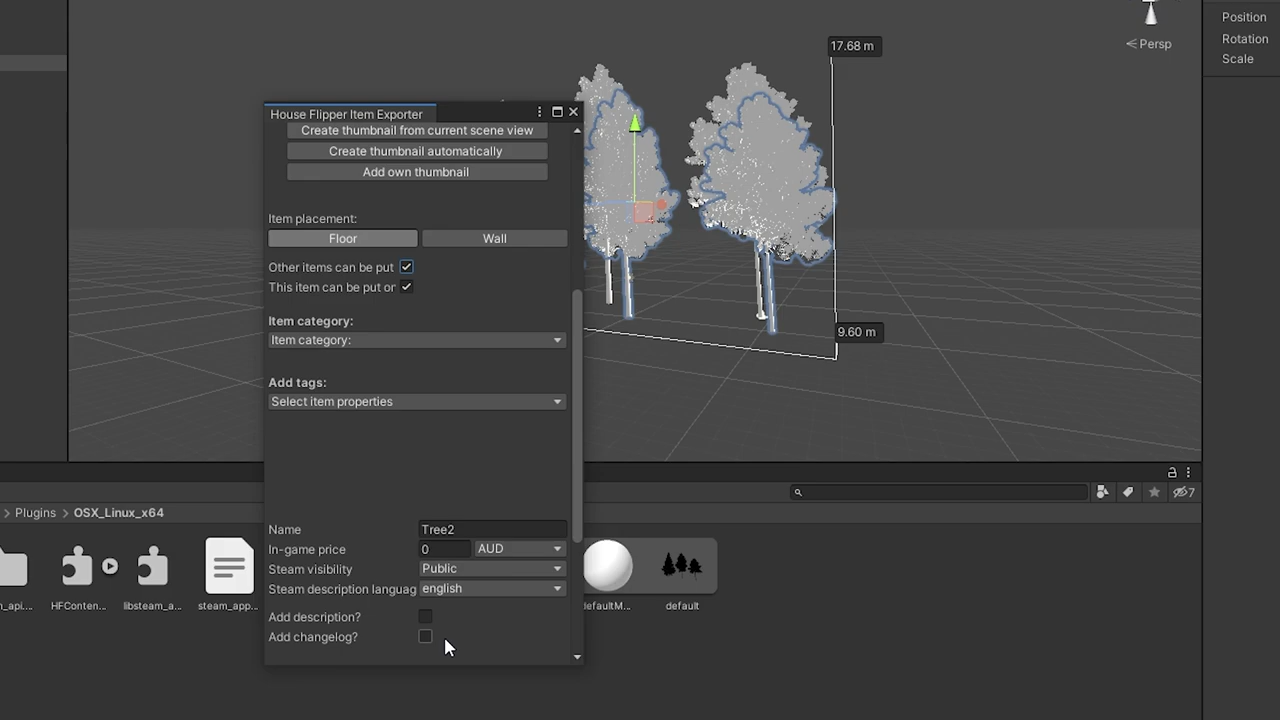 Position
Rotation
Scale
17.68 m
Persp
9.60 m
House Flipper Item Exporter
Create thumbnail from current scene view
Create thumbnail automatically
Add own thumbnail
Item placement:
Floor Wall
Other items can be put
This item can be put or
Item category:
Item category:
Add tags:
Select item properties
Name Tree2
In-game price 0 AUD
Steam visibility Public
Steam description languag english
Add description?
Add changelog?
7
Plugins > OSX_Linux_x64
n_api... HFConten... libsteam_a... steam_app... defaultM... default